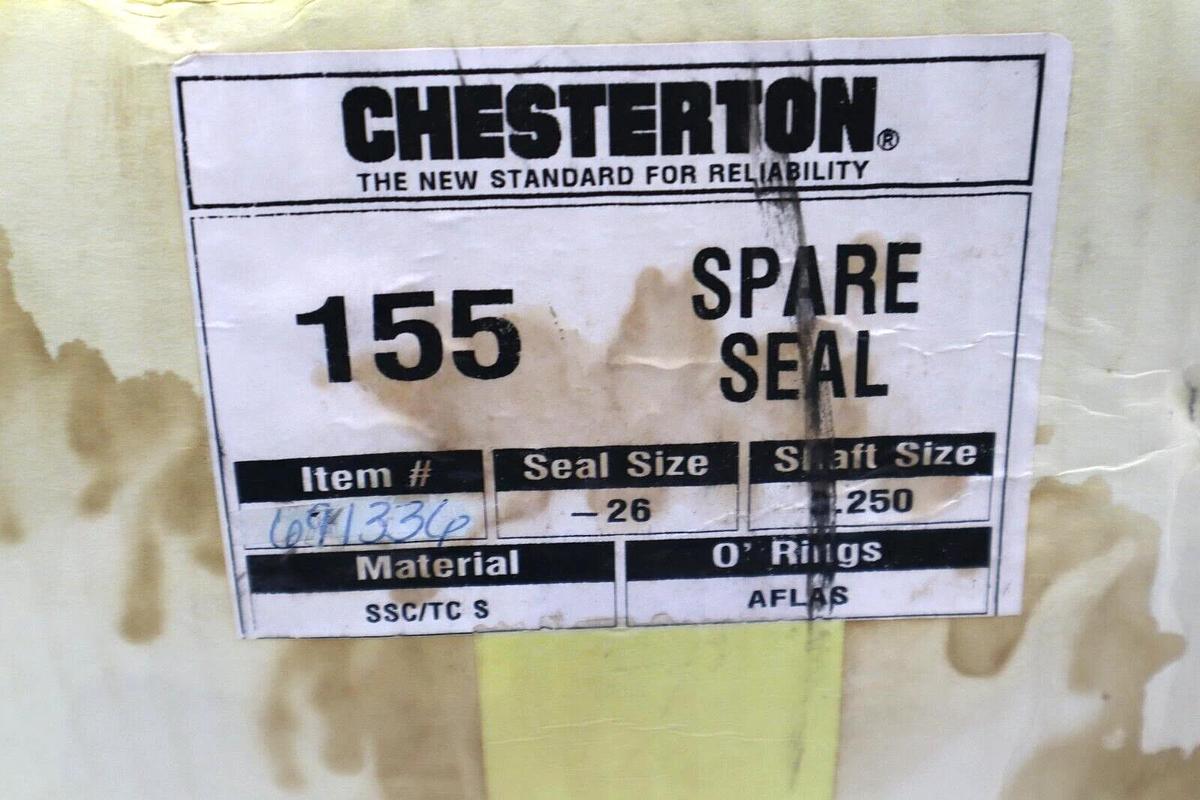 CHESTERTON®
THE NEW STANDARD FOR RELIABILITY
155
SPARE
SEAL
Item # Seal Size Shaft Size
691336 -26 .250
Material O' Rings
SSC/TC S AFLAS